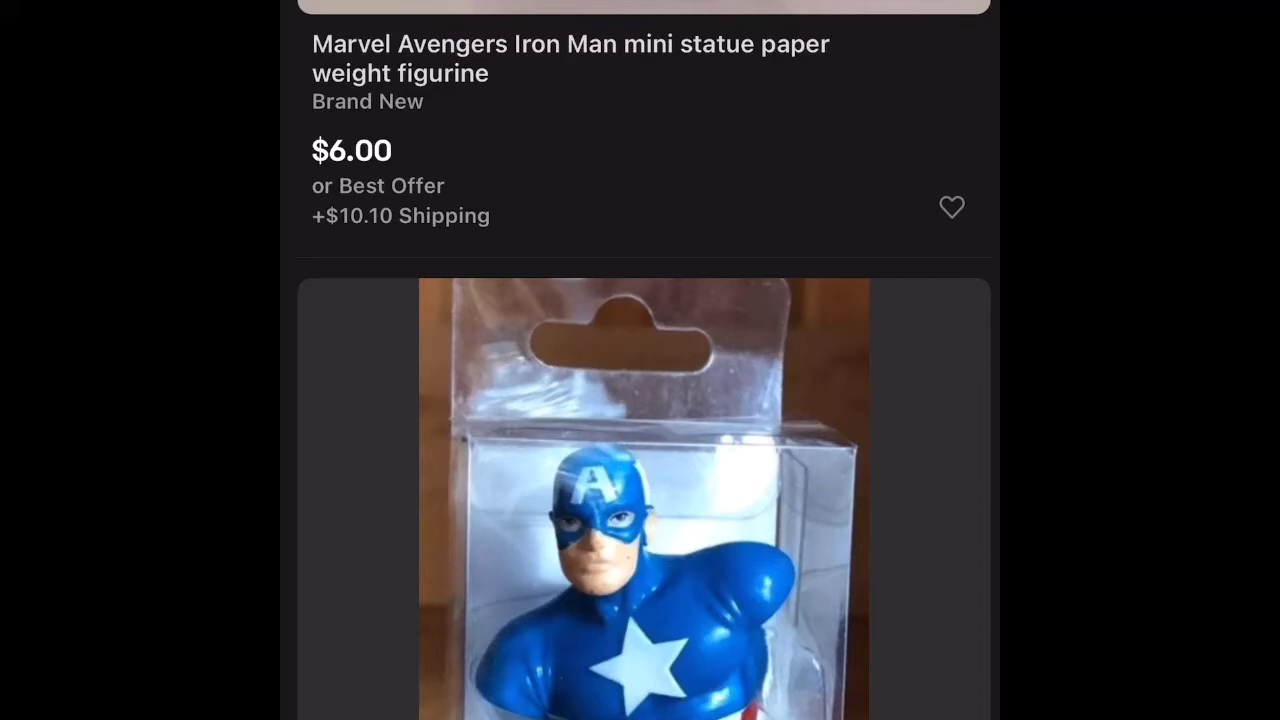 Marvel Avengers Iron Man mini statue paper
weight figurine
Brand New
$6.00
or Best Offer
+$10.10 Shipping
A